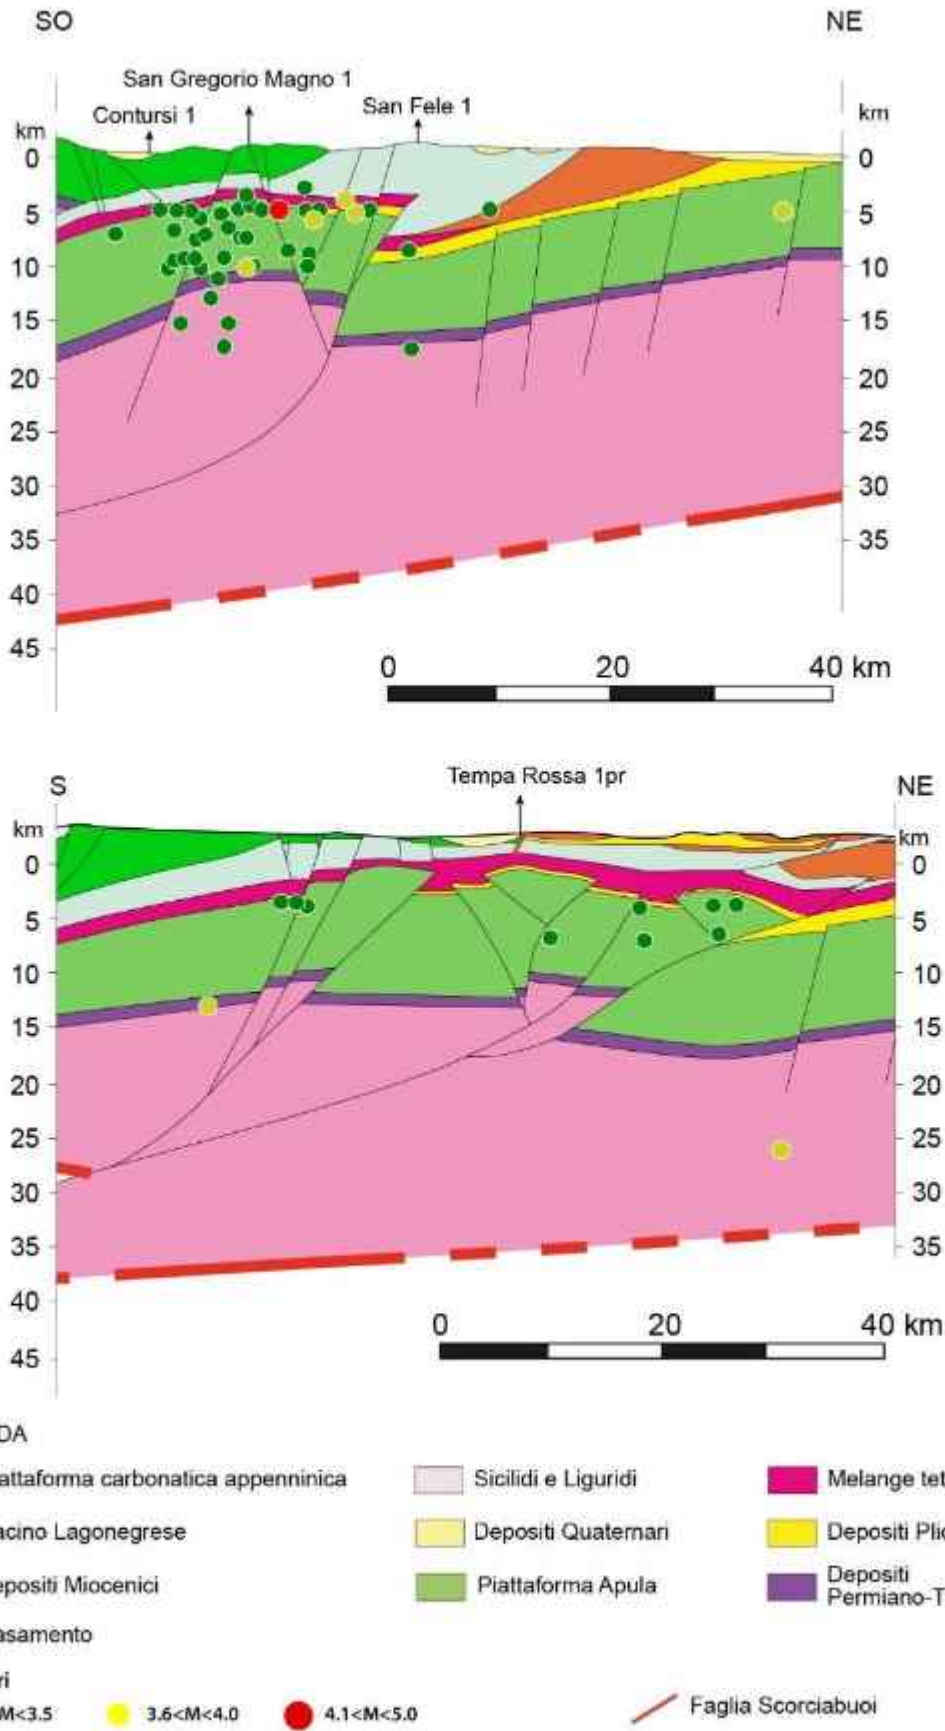 SO NE
San Gregorio Magno 1
Contursi 1
San Fele 1
km km
0 0
5 5
10 10
15 15
20 20
25 25
30 30
35 35
40
45
0 20 40 km
S NE
Tempa Rossa 1pr
km km
0 0
5 5
10 10
15 15
20 20
25 25
30 30
35 35
40
45
0 20 40 km
DA
attaforma carbonatica appenninica Sicilidi e Liguridi Melange tet
acino Lagonegrese Depositi Quaternari Depositi Plio
epositi Miocenici Piattaforma Apula Depositi
Permiano-T
asamento
ri
M<3.5 3.6<M<4.0 4.1<M<5.0 Faglia Scorciabuoi